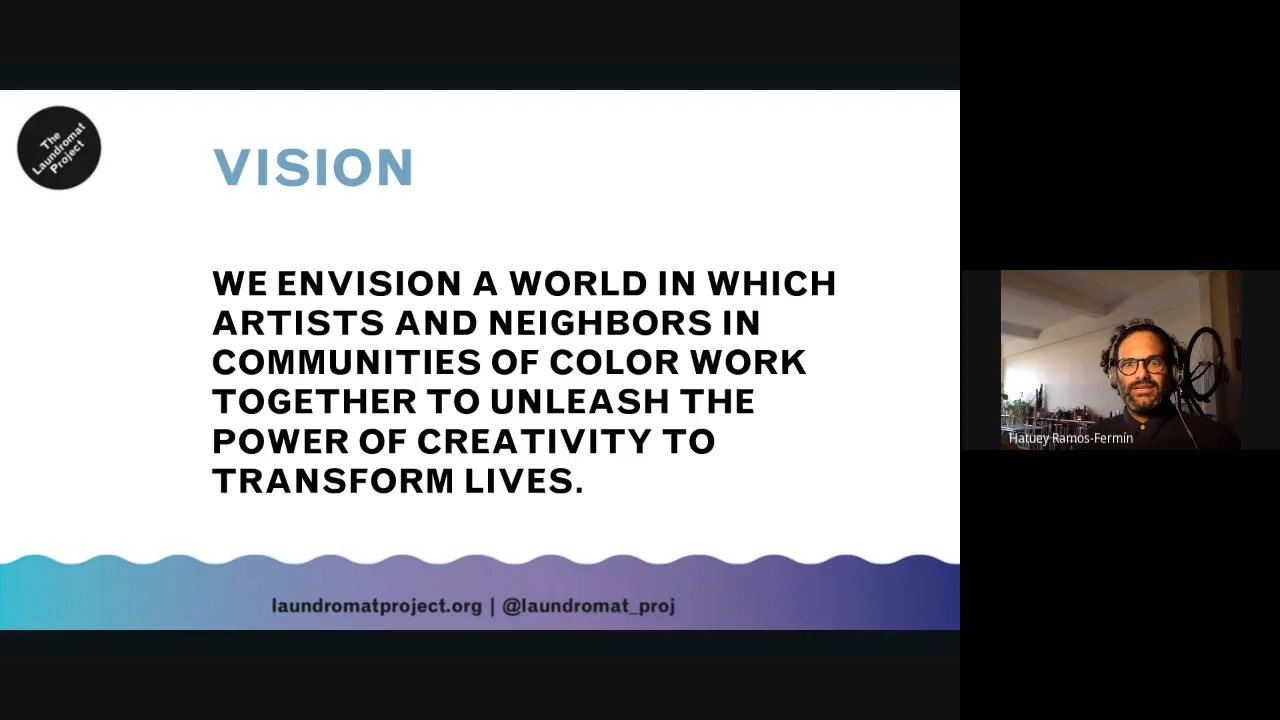 The
Laundromat
Project
VISION
WE ENVISION A WORLD IN WHICH
ARTISTS AND NEIGHBORS IN
COMMUNITIES OF COLOR WORK
TOGETHER TO UNLEASH THE
POWER OF CREATIVITY TO
TRANSFORM LIVES.
laundromatproject.org | @laundromat_proj
Hatuey Ramos-Fermín